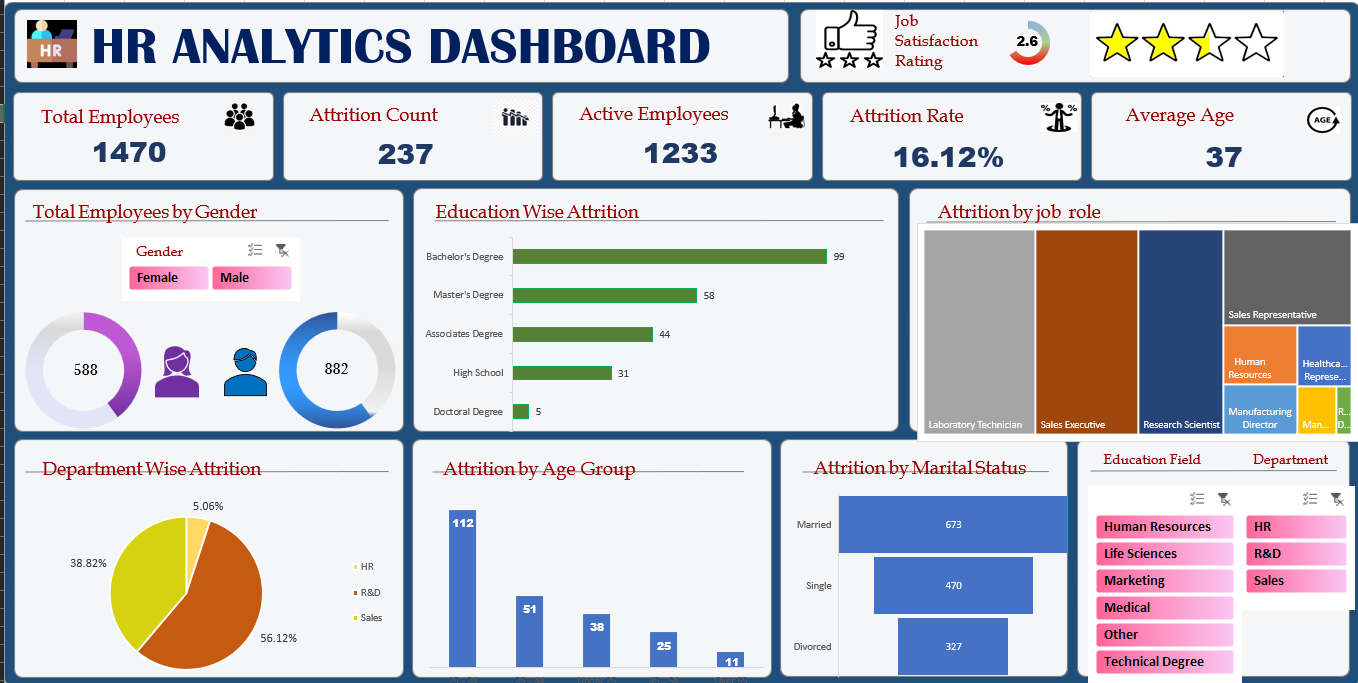 HR
HR ANALYTICS DASHBOARD
Job
Satisfaction
Rating
2.6
Total Employees
1470
Attrition Count
237
Active Employees
1233
Attrition Rate
% %
16.12%
Average Age
AGE
37
Total Employees by Gender
Gender
Female Male
588
882
Education Wise Attrition
Bachelor's Degree 99
Master's Degree 58
Associates Degree 44
High School 31
Doctoral Degree 5
Attrition by job role
Laboratory Technician
Sales Executive
Research Scientist
Sales Representative
Human
Resources
Healthca...
Represe...
Manufacturing
Director
Man...
R...
D...
Department Wise Attrition
5.06%
38.82%
56.12%
HR
R&D
Sales
Attrition by Age Group
112
51
38
25
11
Attrition by Marital Status
Married 673
Single 470
Divorced 327
Education Field
Human Resources
Life Sciences
Marketing
Medical
Other
Technical Degree
Department
HR
R&D
Sales